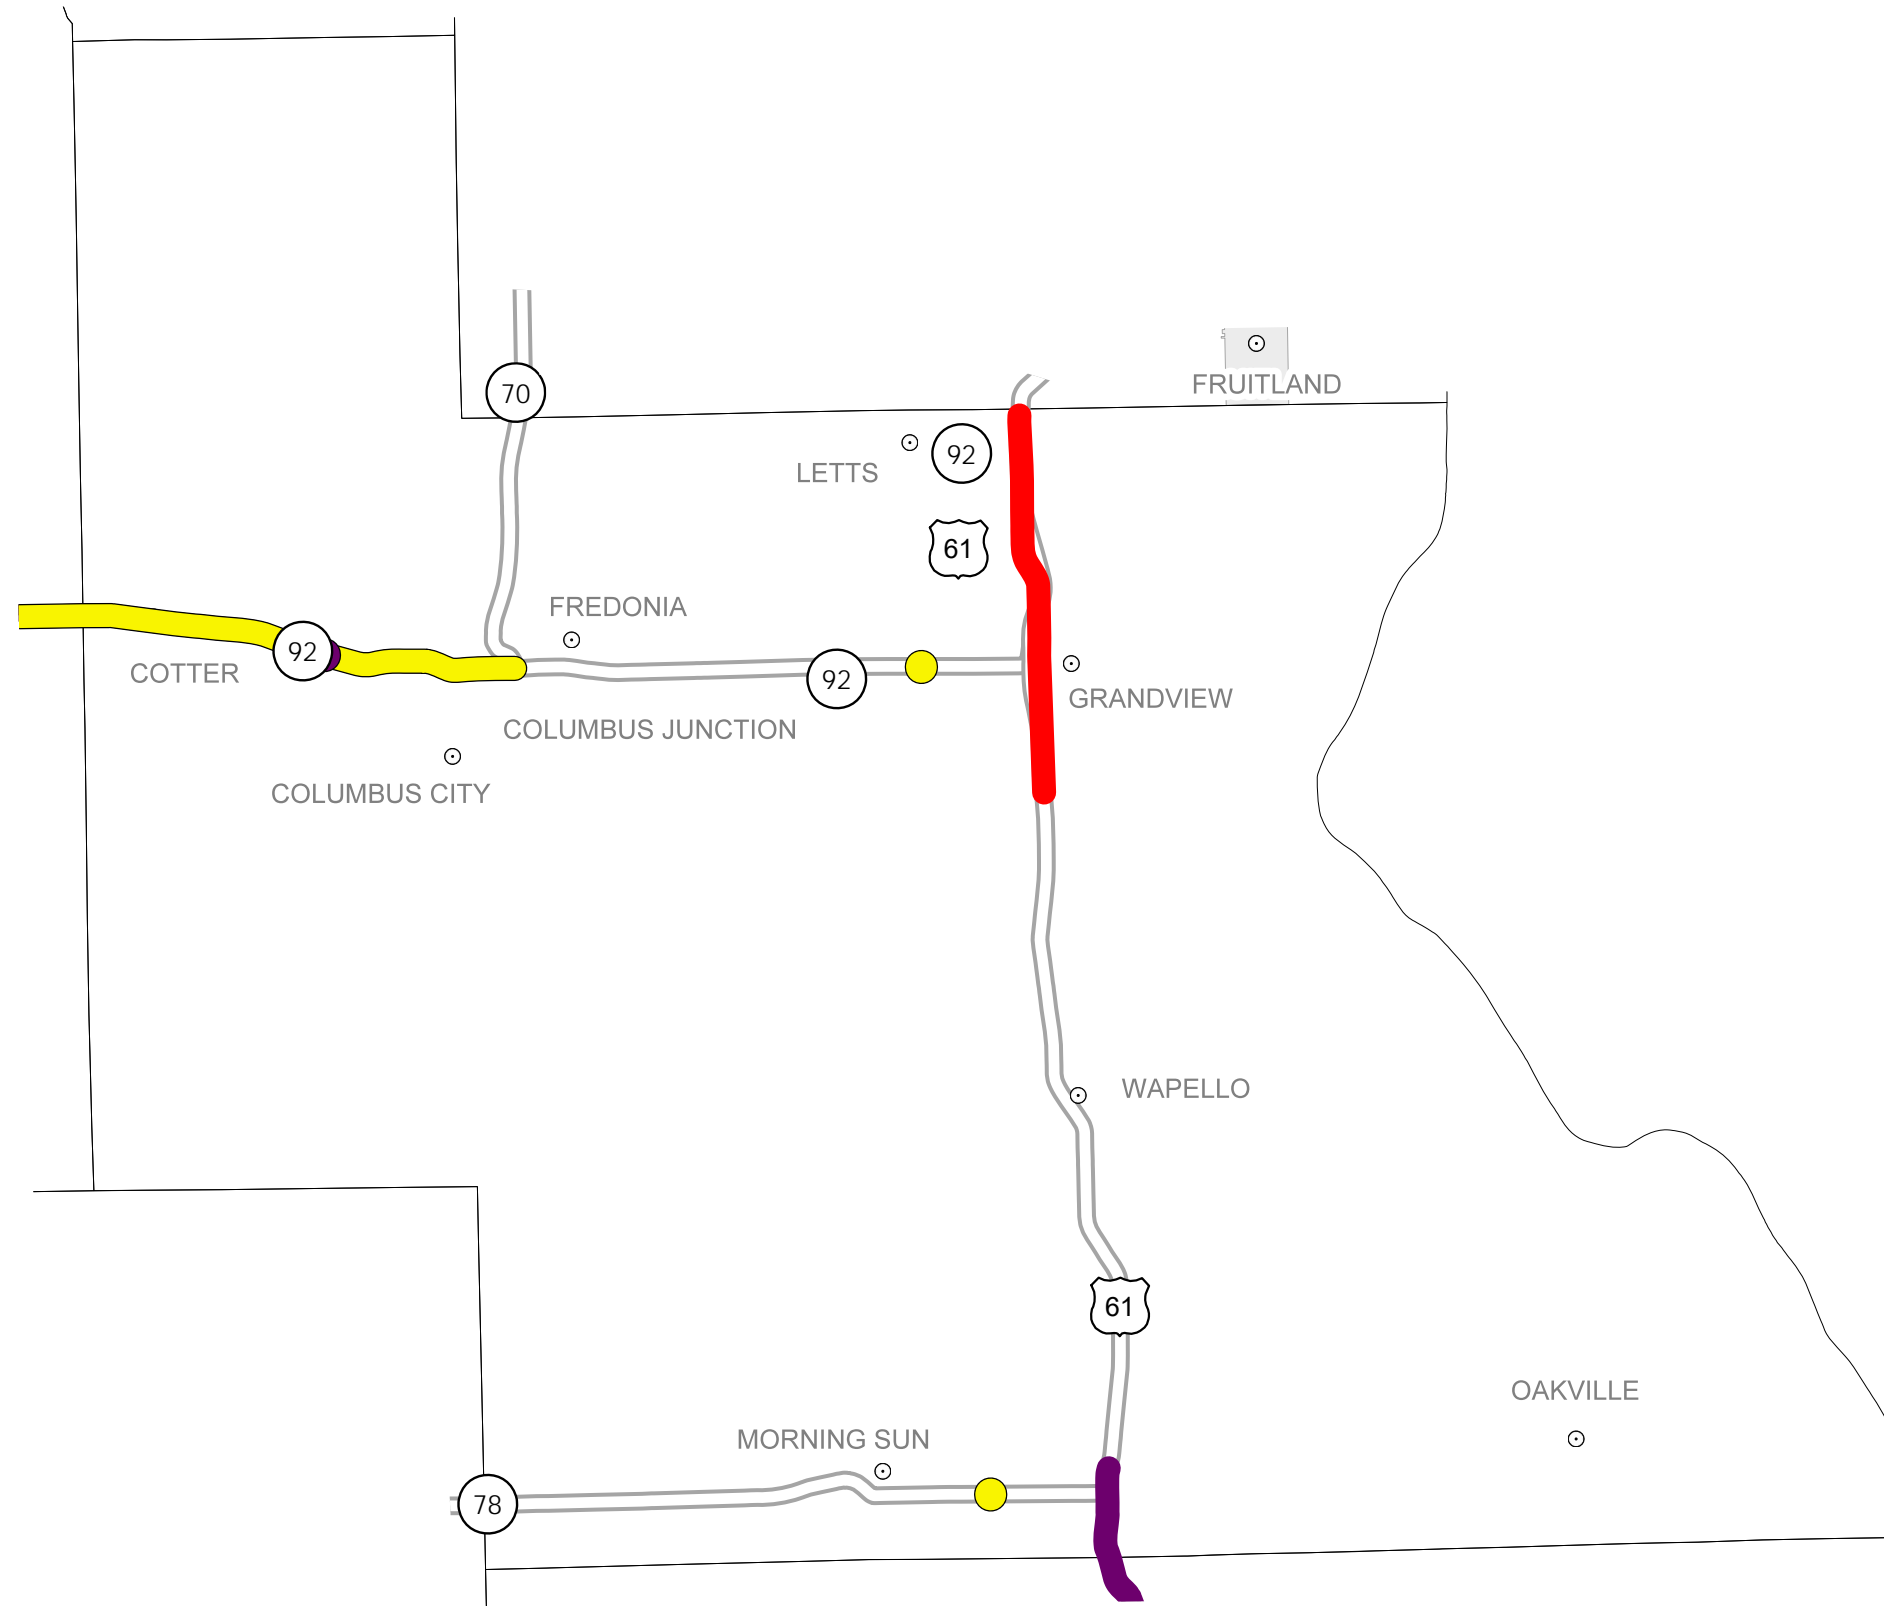 70
FRUITLAND
92
LETTS
61
FREDONIA
92
COTTER
92
GRANDVIEW
COLUMBUS JUNCTION
COLUMBUS CITY
WAPELLO
61
OAKVILLE
MORNING SUN
78